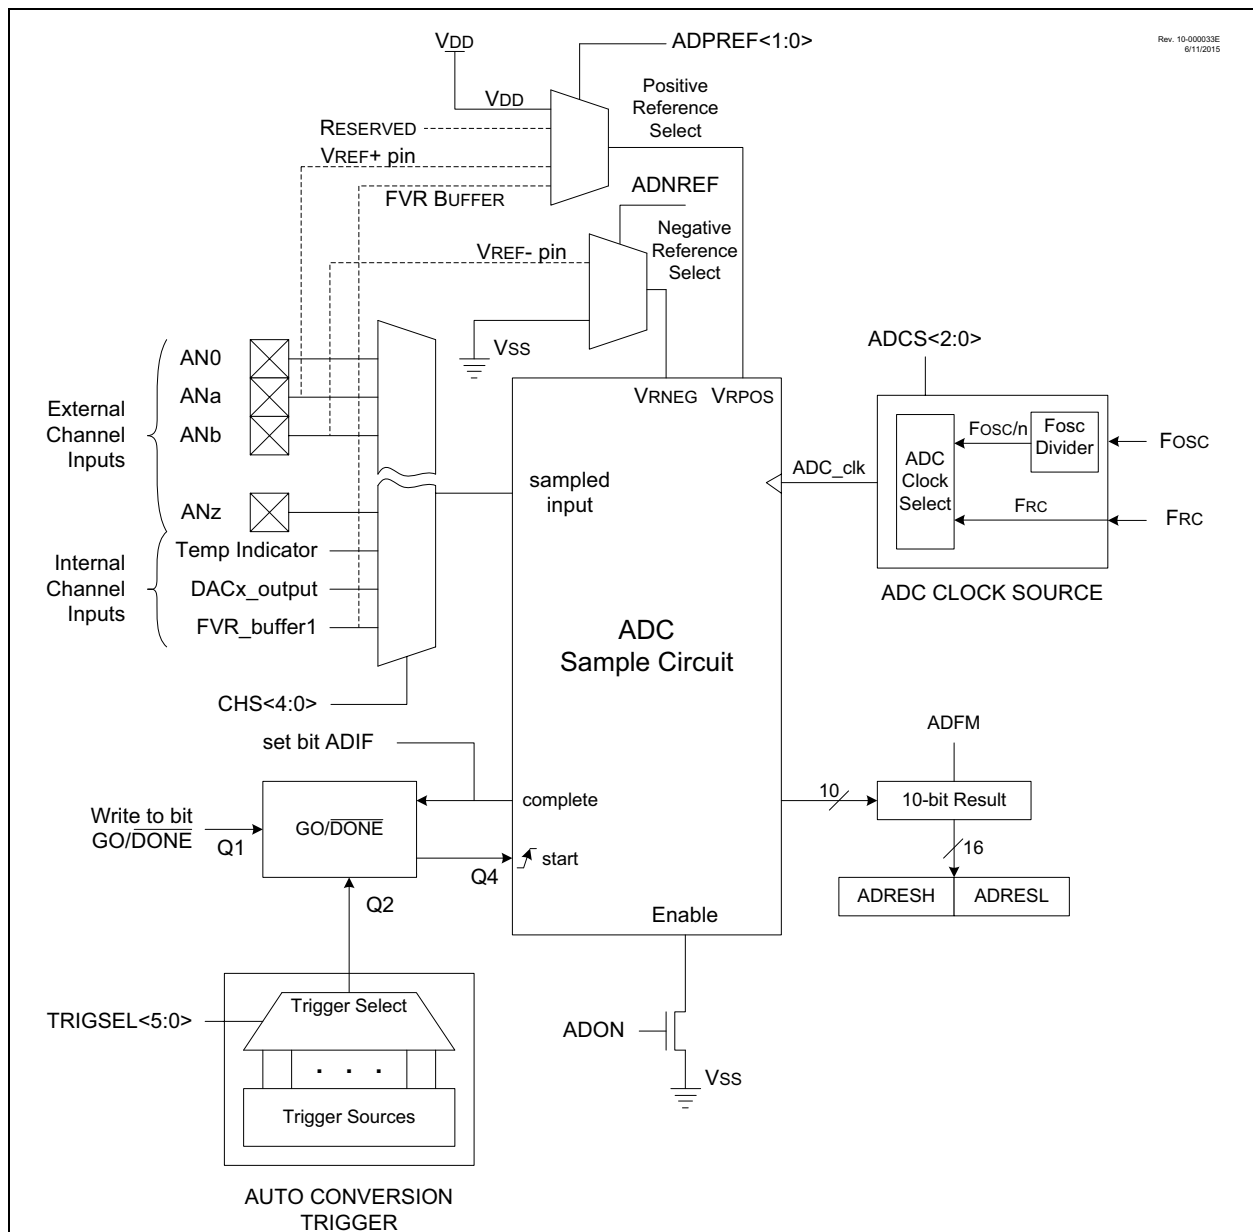 Rev. 10-000033E
6/11/2015
VDD
ADPREF<1:0>
VDD
Positive
Reference
Select
RESERVED
VREF+ pin
FVR BUFFER
ADNREF
Negative
Reference
Select
VREF- pin
VSS
ADCS<2:0>
External
Channel
Inputs
AN0
ANa
ANb
ANz
VRNEG VRPOS
sampled
input
ADC_clk
ADC
Clock
Select
FOSC/n
Fosc
Divider
FOSC
FRC
FRC
ADC CLOCK SOURCE
Internal
Channel
Inputs
Temp Indicator
DACx_output
FVR_buffer1
ADC
Sample Circuit
CHS<4:0>
set bit ADIF
ADFM
complete
10
10-bit Result
Write to bit
GO/DONE
Q1
GO/DONE
Q4
start
16
ADRESH ADRESL
Q2
Enable
TRIGSEL<5:0>
Trigger Select
. . .
Trigger Sources
ADON
VSS
AUTO CONVERSION
TRIGGER